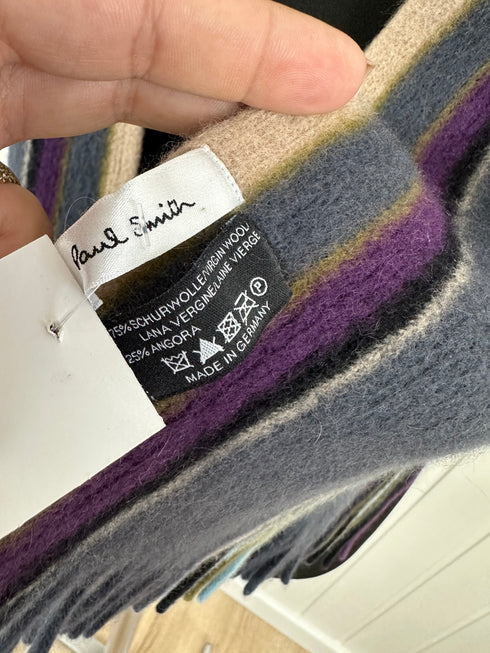 Paul Smith
75% SCHURWOLLE/VIRGIN WOOL
LANA VERGINE/LAINE VIERGE
25% ANGORA
P
MADE IN GERMANY